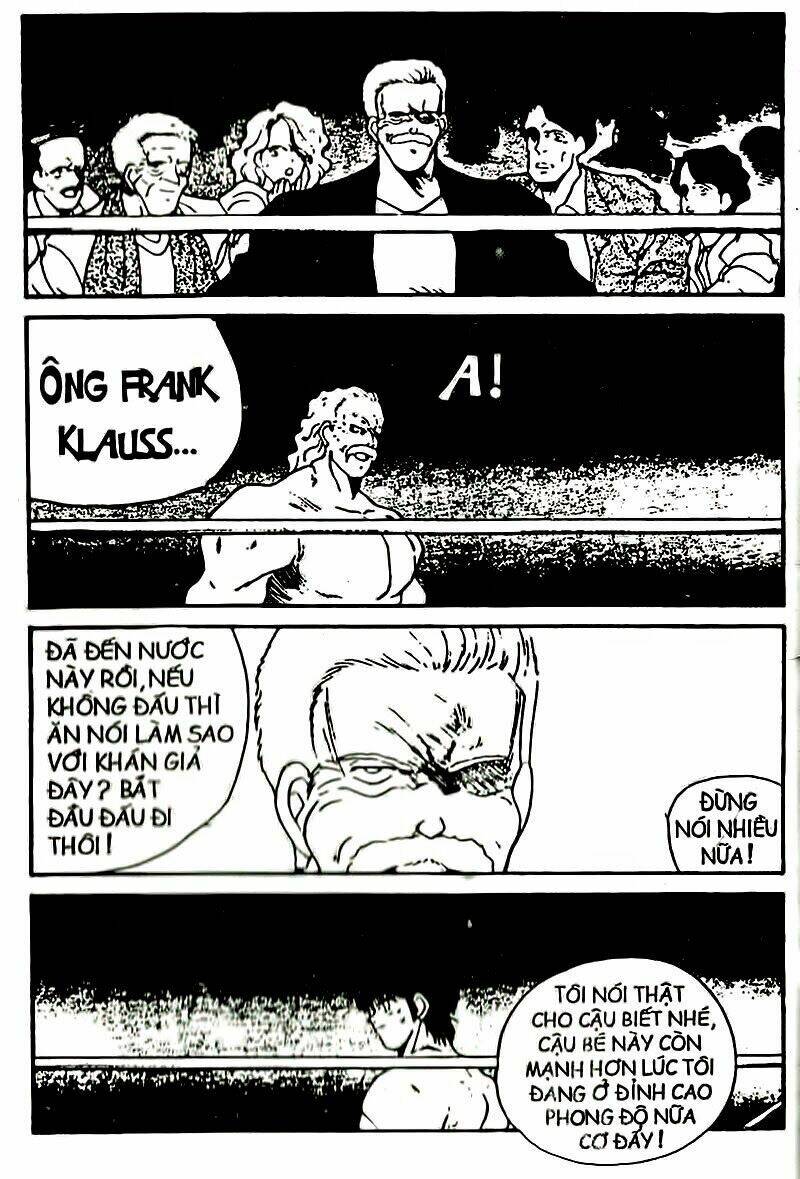 ÔNG FRANK
KLAUSS...
A!
ĐÃ ĐẾN NƯỚC
NÀY RỒI, NẾU
KHÔNG ĐẤU THÌ
ĂN NÓI LÀM SAO
VỚI KHÁN GIẢ
ĐÂY? BẮT
ĐẦU ĐẤU ĐI
THÔI!
ĐỪNG
NÓI NHIỀU
NỮA!
TÔI NÓI THẬT
CHO CẬU BIẾT NHÉ,
CẬU BÉ NÀY CÒN
MẠNH HƠN LÚC TÔI
ĐANG Ở ĐỈNH CAO
PHONG ĐỘ NỮA
CƠ ĐẤY!